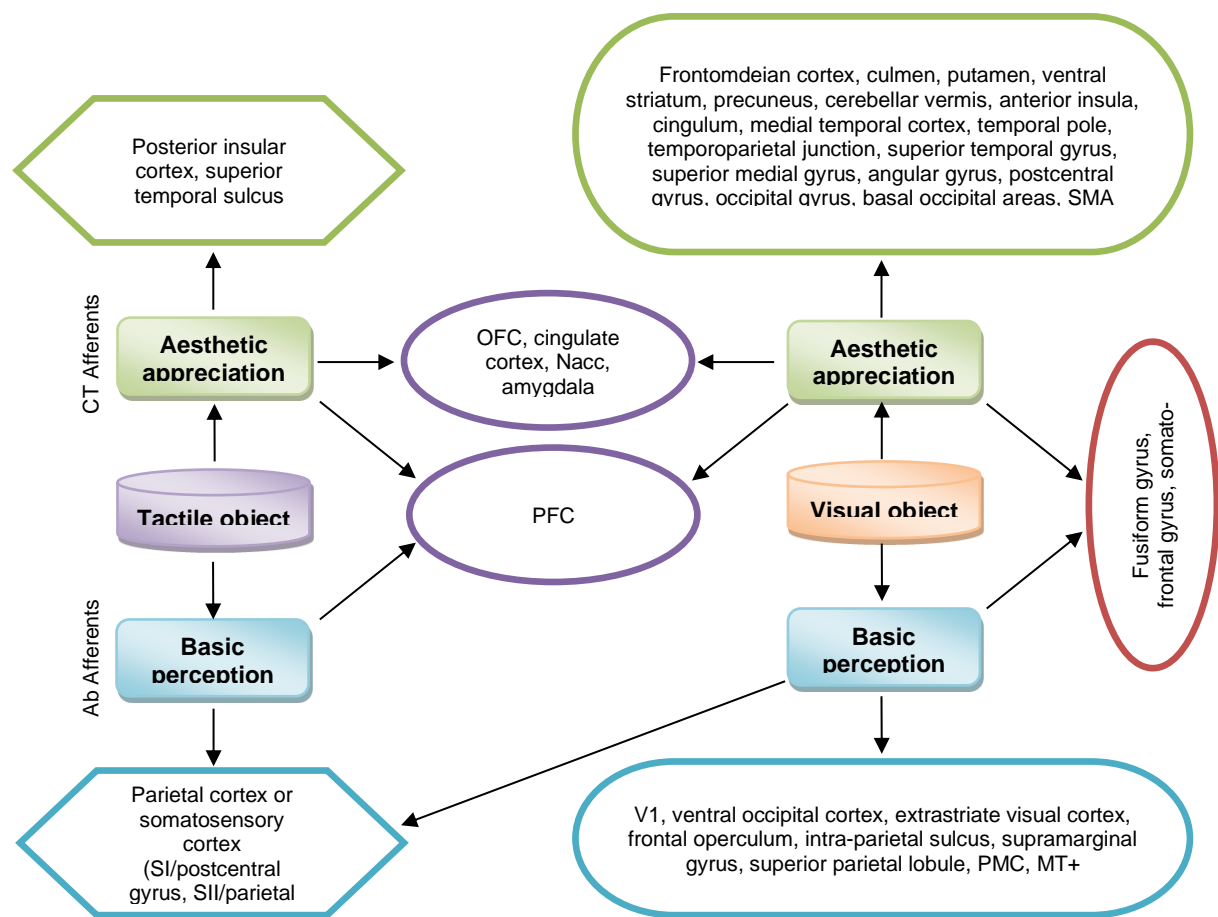 Frontomdeian cortex, culmen, putamen, ventral
striatum, precuneus, cerebellar vermis, anterior insula,
cingulum, medial temporal cortex, temporal pole,
temporoparietal junction, superior temporal gyrus,
superior medial gyrus, angular gyrus, postcentral
gyrus, occipital gyrus, basal occipital areas, SMA
Posterior insular
cortex, superior
temporal sulcus
CT Afferents
Aesthetic
appreciation
OFC, cingulate
cortex, Nacc,
amygdala
Aesthetic
appreciation
Tactile object
PFC
Visual object
Fusiform gyrus,
frontal gyrus, somato-
Ab Afferents
Basic
perception
Basic
perception
Parietal cortex or
somatosensory
cortex
(SI/postcentral
gyrus, SII/parietal
V1, ventral occipital cortex, extrastriate visual cortex,
frontal operculum, intra-parietal sulcus, supramarginal
gyrus, superior parietal lobule, PMC, MT+